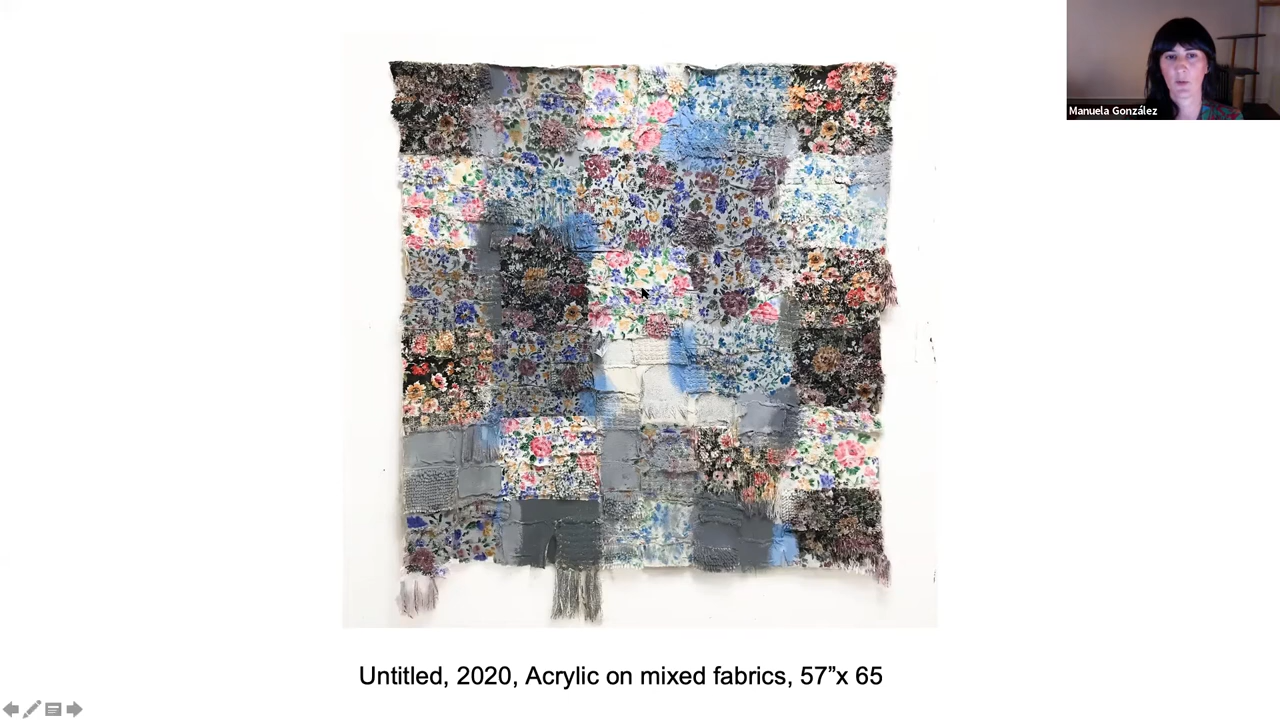 Manuela González
Untitled, 2020, Acrylic on mixed fabrics, 57”x 65